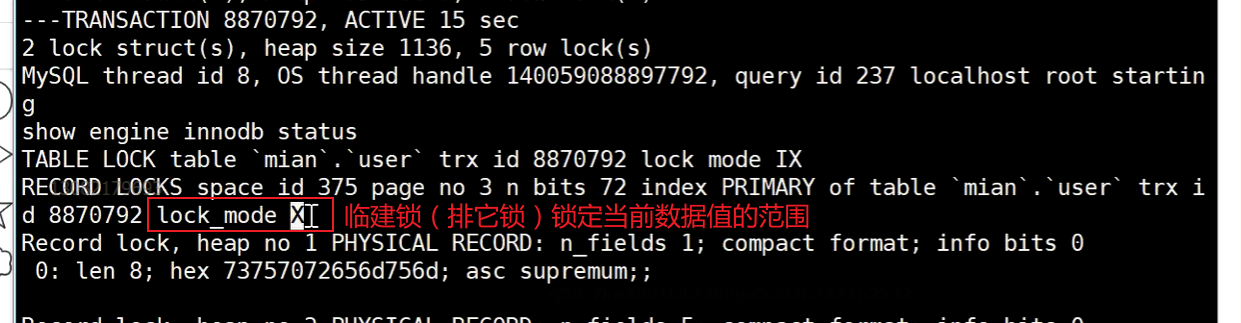 ---TRANSACTION 8870792, ACTIVE 15 sec
2 lock struct(s), heap size 1136, 5 row lock(s)
MySQL thread id 8, OS thread handle 140059088897792, query id 237 localhost root startin
g
show engine innodb status
TABLE LOCK table `mian`.`user` trx id 8870792 lock mode IX
RECORD LOCKS space id 375 page no 3 n bits 72 index PRIMARY of table `mian`.`user` trx i
d 8870792 lock_mode X 临建锁（排它锁）锁定当前数据值的范围
Record lock, heap no 1 PHYSICAL RECORD: n_fields 1; compact format; info bits 0
0: len 8; hex 73757072656d756d; asc supremum;;